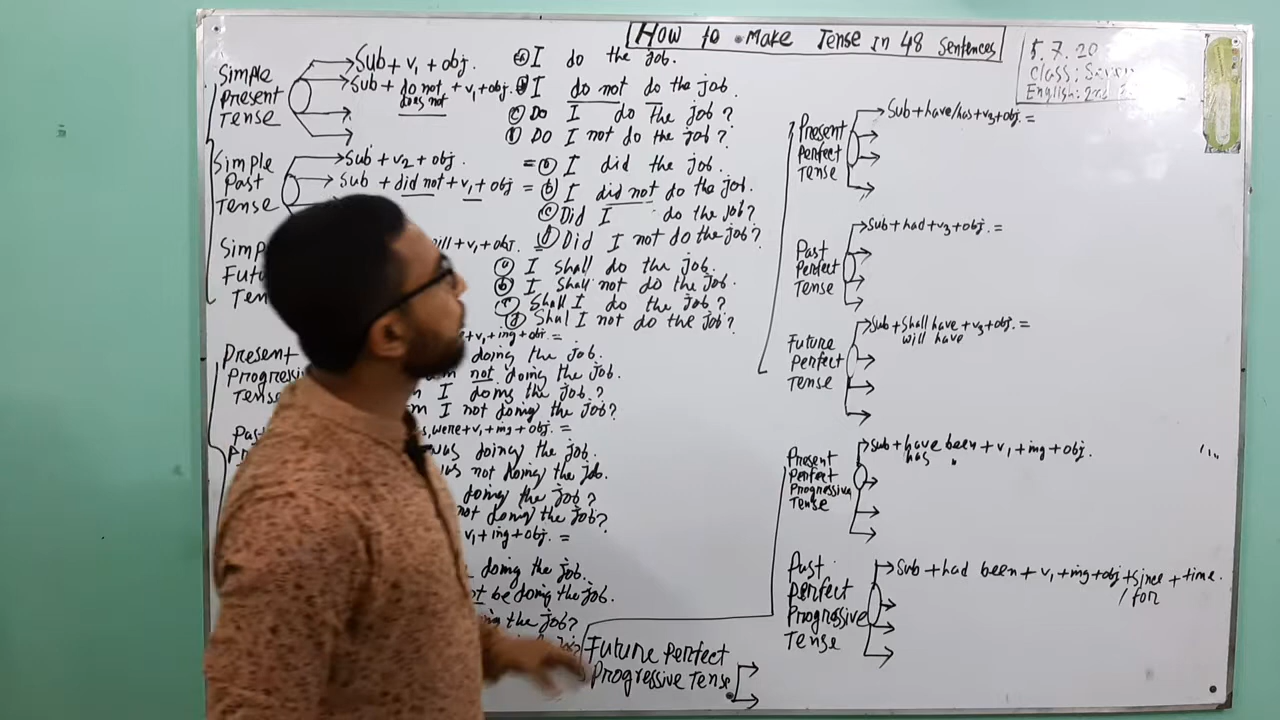 How to Make Tense in 48 Sentences
5.7.20
Class:
English: 2nd
Simple Present Tense
Sub + v1 + obj.
Sub + do not + v1 + obj.
does not
ⓐ I do the job.
ⓑ I do not do the job
ⓒ Do I do the job?
ⓓ Do I not do the job?
Simple Past Tense
Sub + v2 + obj.
Sub + did not + v1 + obj
= ⓐ I did the job.
= ⓑ I did not do the job.
ⓒ Did I do the job?
ⓓ Did I not do the job?
+ v1 + obj. =
ⓐ I shall do the job.
ⓑ I shall not do the job.
ⓒ Shall I do the job?
ⓓ Shal I not do the job?
Present Progressive Tense
+ v1 + ing + obj =
doing the job.
not doing the job.
I doing the job?
I not doing the job?
were + v1 + ing + obj. =
was doing the job.
not doing the job.
doing the job?
not doing the job?
v1 + ing + obj. =
doing the job.
be doing the job.
the job?
Present Perfect Tense
Sub + have/has + v3 + obj. =
Past Perfect Tense
Sub + had + v3 + obj. =
Future Perfect Tense
Sub + shall have + v3 + obj. =
will have
Present Perfect Progressive Tense
Sub + have been + v1 + ing + obj.
has
Past Perfect Progressive Tense
Sub + had been + v1 + ing + obj + since + time.
/ for
Future Perfect
Progressive Tense